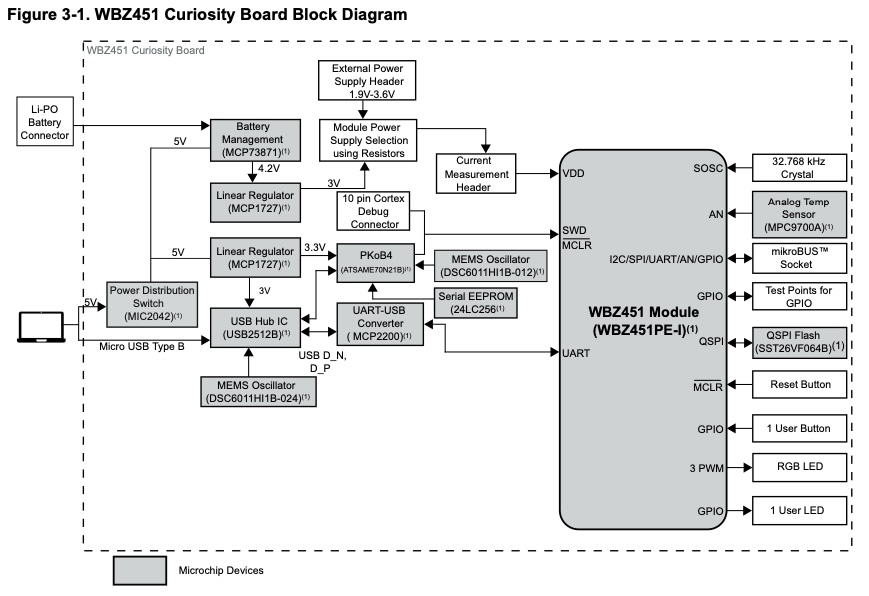 Figure 3-1. WBZ451 Curiosity Board Block Diagram
WBZ451 Curiosity Board
External Power
Supply Header
1.9V-3.6V
Li-PO
Battery
Connector
5V
Battery
Management
(MCP73871)(1)
4.2V
Linear Regulator
(MCP1727)(1)
3V
Module Power
Supply Selection
using Resistors
Current
Measurement
Header
10 pin Cortex
Debug
Connector
5V
Linear Regulator
(MCP1727)(1)
3.3V
3V
PKoB4
(ATSAME70N21B)(1)
MEMS Oscillator
(DSC6011HI1B-012)(1)
Serial EEPROM
(24LC256(1)
5V
Power Distribution
Switch
(MIC2042)(1)
USB Hub IC
(USB2512B)(1)
UART-USB
Converter
( MCP2200)(1)
Micro USB Type B
USB D_N,
D_P
MEMS Oscillator
(DSC6011HI1B-024)(1)
VDD
SWD
MCLR
UART
WBZ451 Module
(WBZ451PE-I)(1)
SOSC
AN
I2C/SPI/UART/AN/GPIO
GPIO
QSPI
MCLR
GPIO
3 PWM
GPIO
32.768 kHz
Crystal
Analog Temp
Sensor
(MPC9700A)(1)
mikroBUS™
Socket
Test Points for
GPIO
QSPI Flash
(SST26VF064B)(1)
Reset Button
1 User Button
RGB LED
1 User LED
Microchip Devices